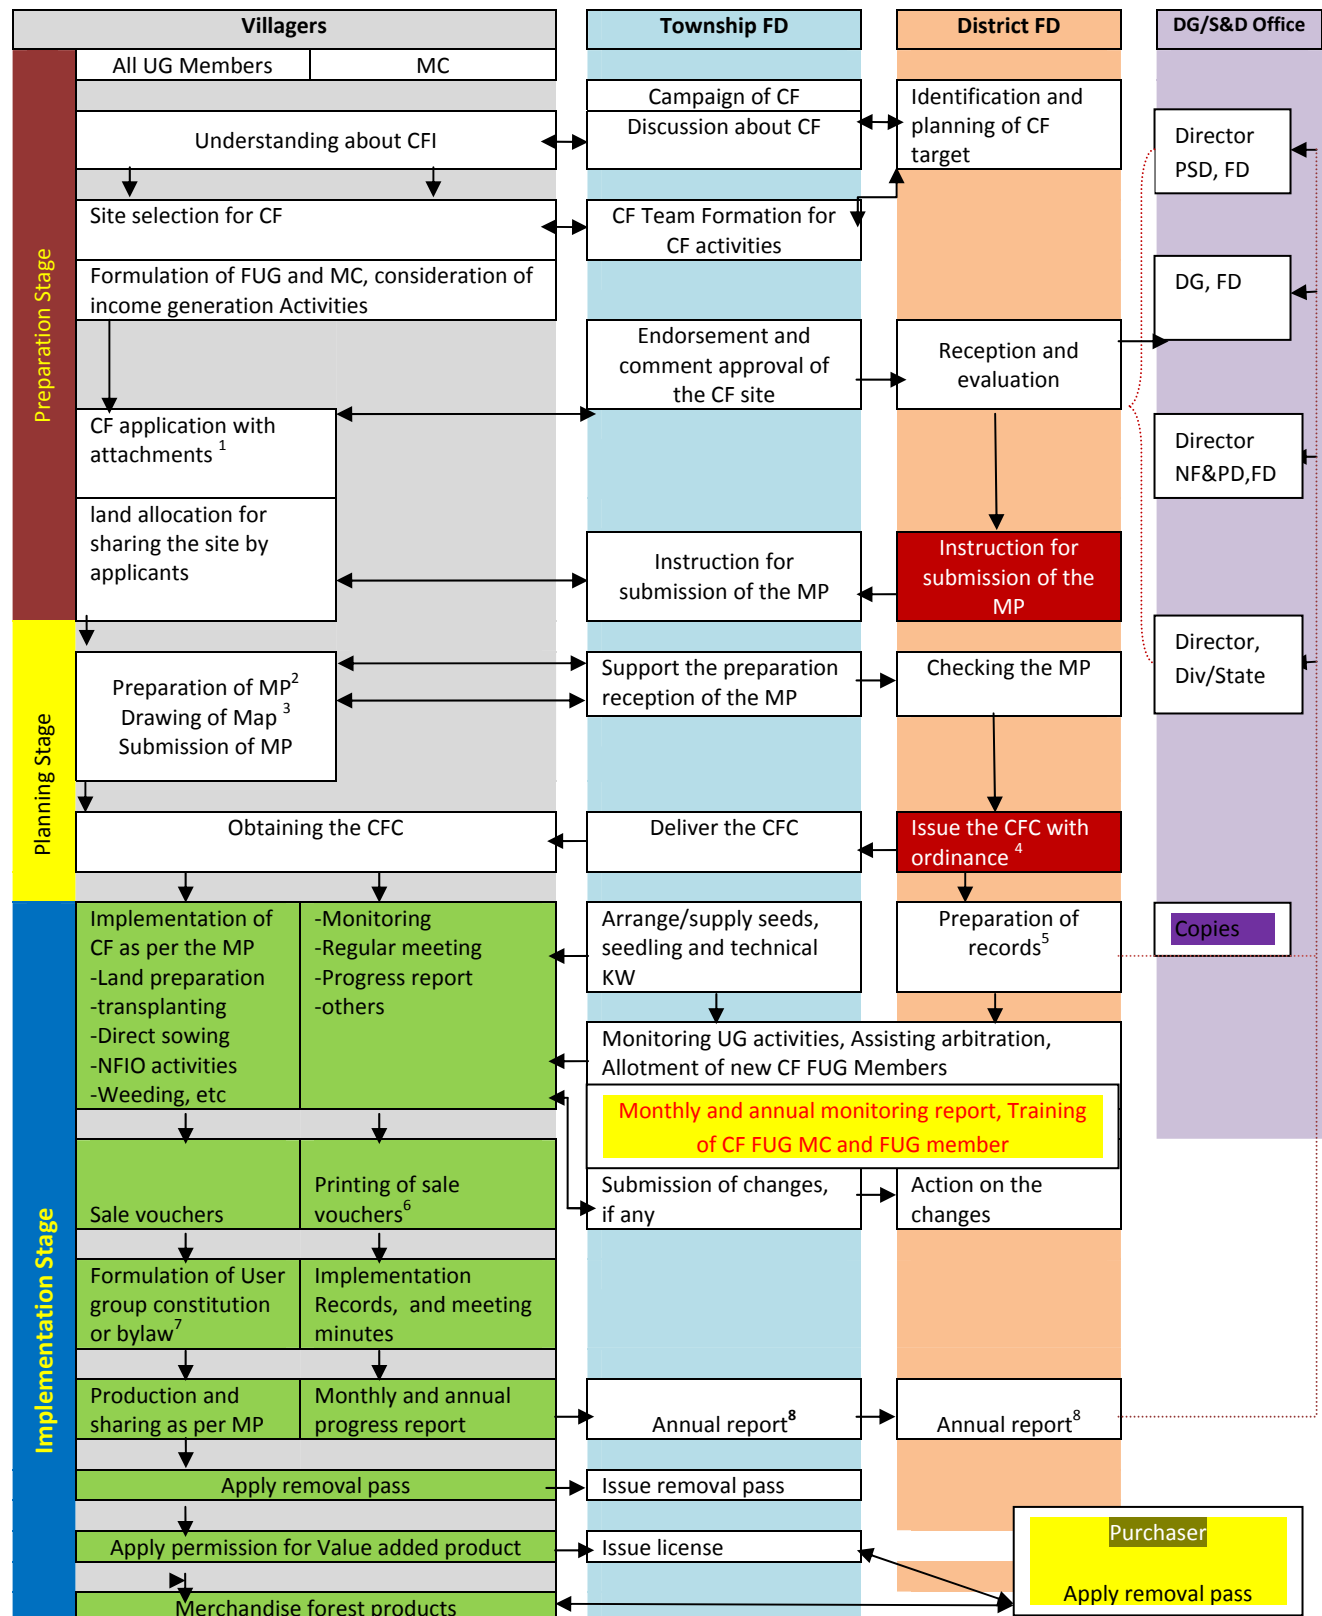 Villagers
Township FD
District FD
DG/S&D Office
All UG Members
MC
Preparation Stage
Campaign of CF
Discussion about CF
Identification and
planning of CF
target
Understanding about CFI
Director
PSD, FD
Site selection for CF
CF Team Formation for
CF activities
Formulation of FUG and MC, consideration of
income generation Activities
DG, FD
Endorsement and
comment approval of
the CF site
Reception and
evaluation
CF application with
attachments 1
Director
NF&PD,FD
land allocation for
sharing the site by
applicants
Instruction for
submission of the MP
Instruction for
submission of the
MP
Planning Stage
Preparation of MP2
Drawing of Map 3
Submission of MP
Support the preparation
reception of the MP
Checking the MP
Director,
Div/State
Obtaining the CFC
Deliver the CFC
Issue the CFC with
ordinance 4
Implementation Stage
Implementation of
CF as per the MP
-Land preparation
-transplanting
-Direct sowing
-NFIO activities
-Weeding, etc
-Monitoring
-Regular meeting
-Progress report
-others
Arrange/supply seeds,
seedling and technical
KW
Preparation of
records5
Copies
Monitoring UG activities, Assisting arbitration,
Allotment of new CF FUG Members
Monthly and annual monitoring report, Training
of CF FUG MC and FUG member
Sale vouchers
Printing of sale
vouchers6
Submission of changes,
if any
Action on the
changes
Formulation of User
group constitution
or bylaw7
Implementation
Records, and meeting
minutes
Production and
sharing as per MP
Monthly and annual
progress report
Annual report8
Annual report8
Apply removal pass
Issue removal pass
Apply permission for Value added product
Issue license
Purchaser
Apply removal pass
Merchandise forest products